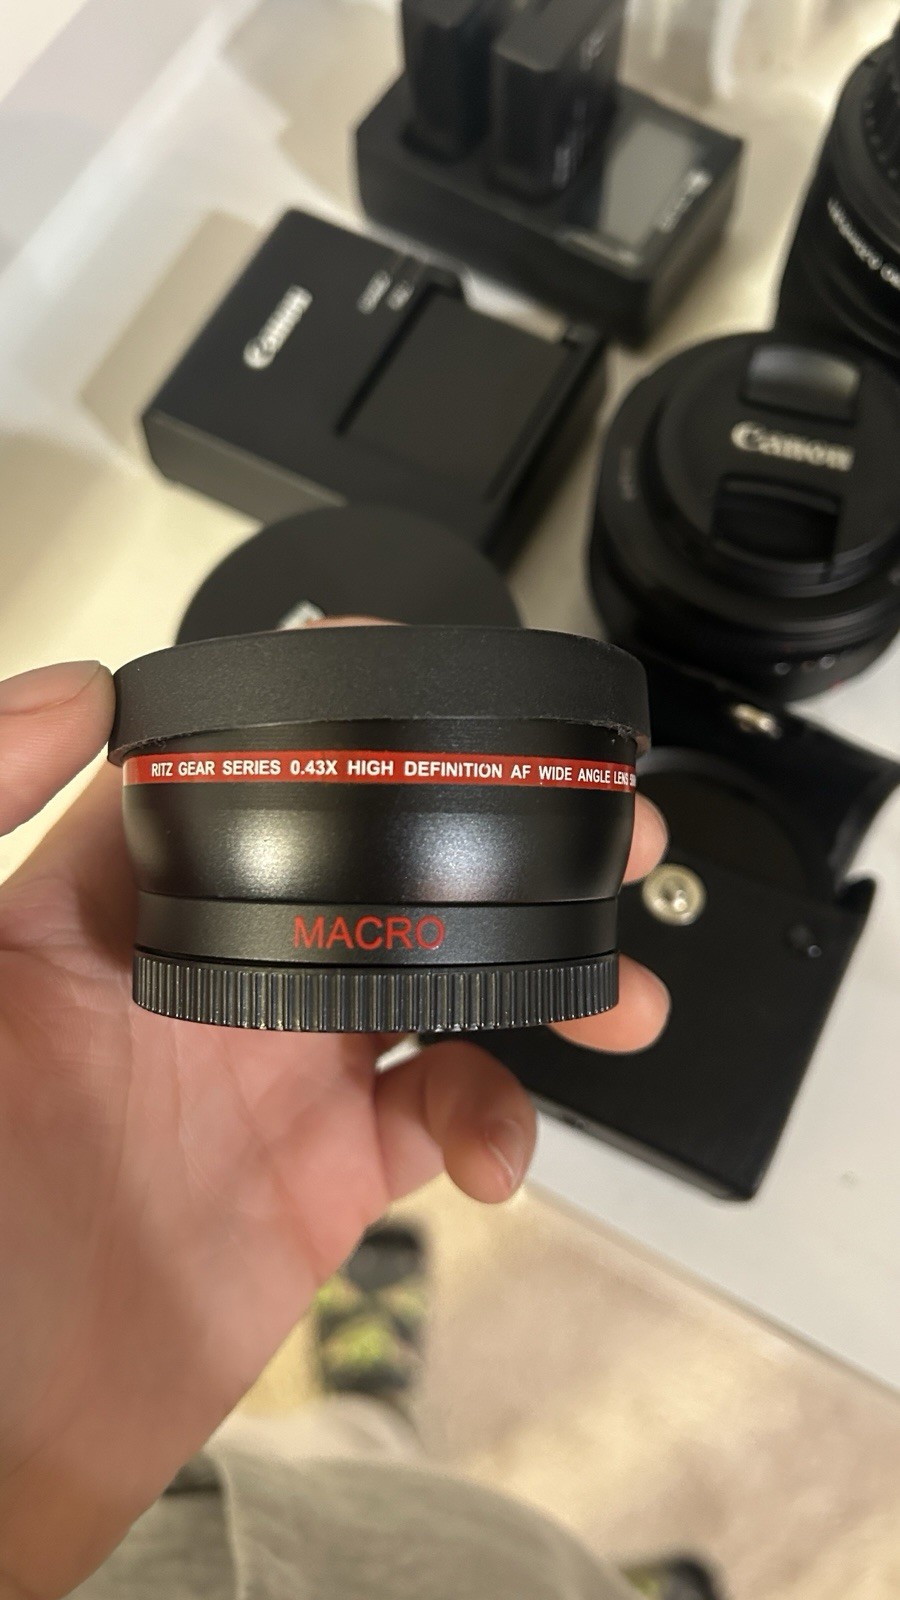 Canon
Canon
RITZ GEAR SERIES 0.43X HIGH DEFINITION AF WIDE ANGLE LENS
MACRO